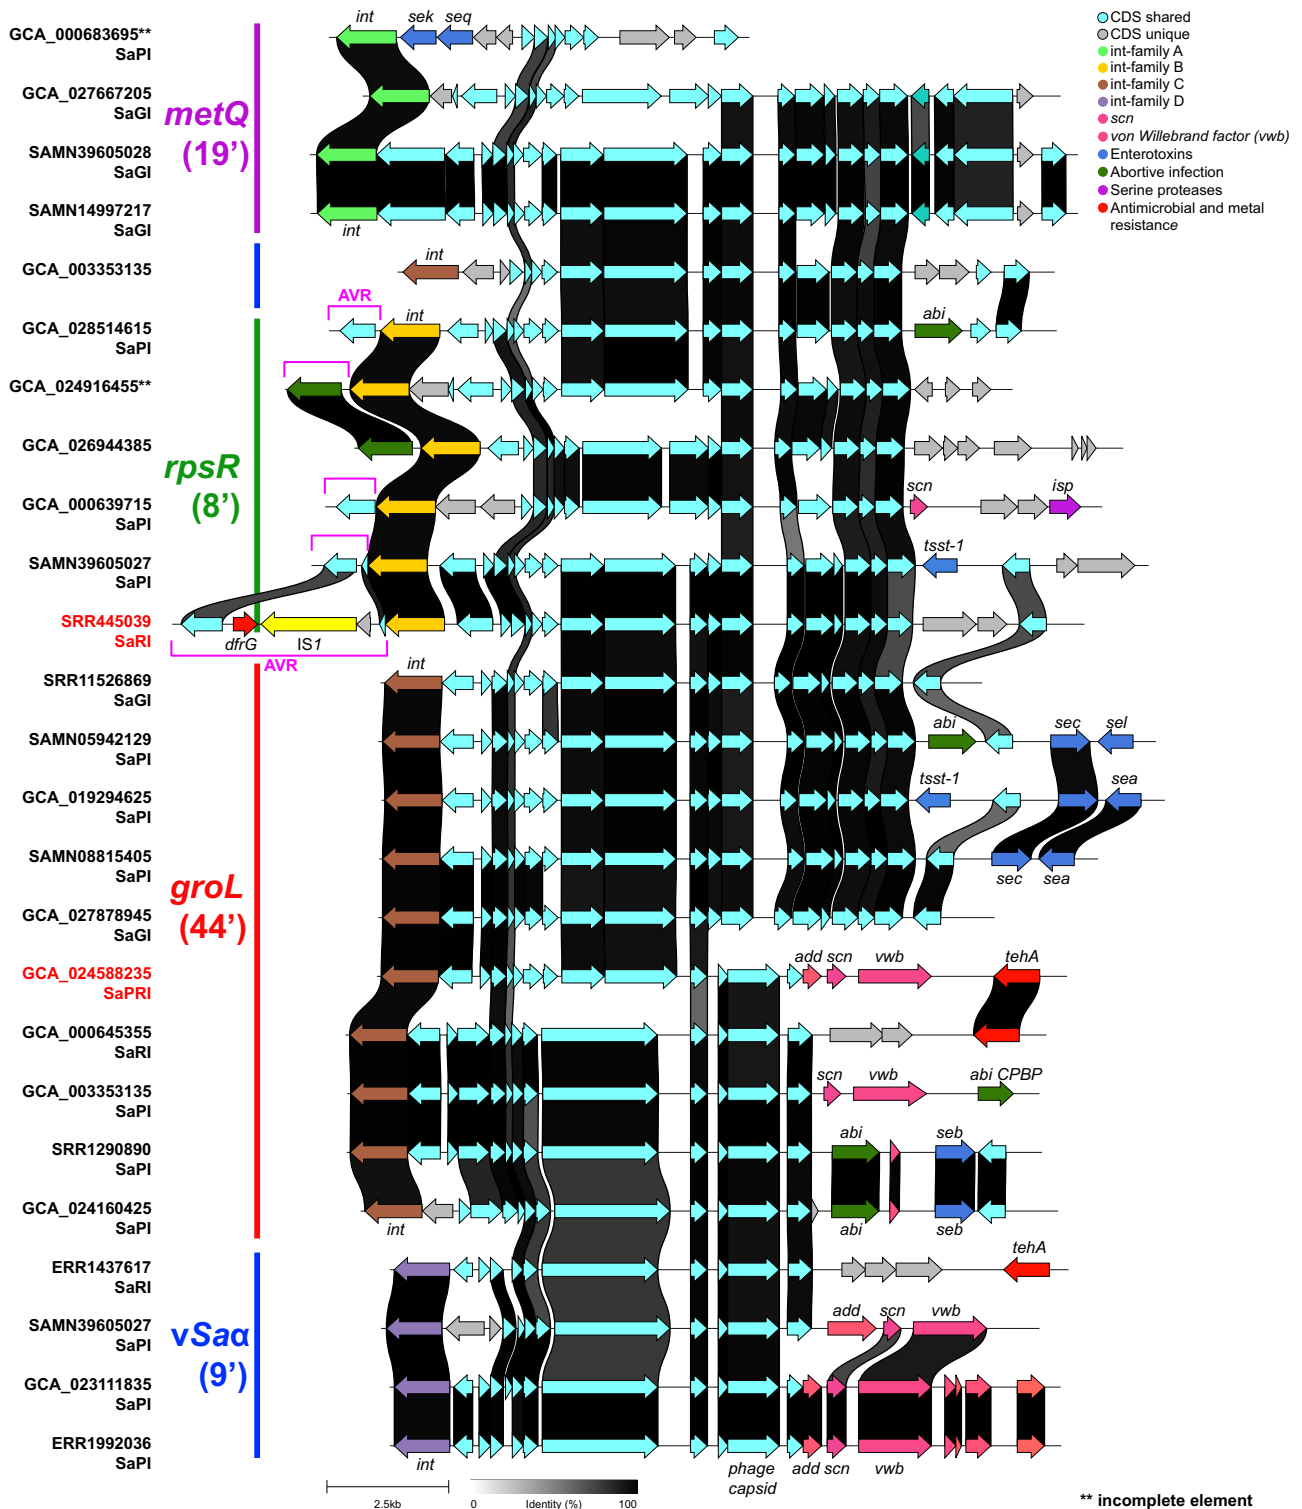 int
sek
seq
GCA_000683695**
SaPI
GCA_027667205
SaGI
metQ
(19')
SAMN39605028
SaGI
SAMN14997217
SaGI
int
int
GCA_003353135
AVR
int
abi
GCA_028514615
SaPI
GCA_024916455**
GCA_026944385
rpsR
(8')
scn
isp
GCA_000639715
SaPI
tsst-1
SAMN39605027
SaPI
SRR445039
SaRI
dfrG
IS1
AVR
int
SRR11526869
SaGI
abi
sec
sel
SAMN05942129
SaPI
tsst-1
sea
GCA_019294625
SaPI
SAMN08815405
SaPI
sec
sea
groL
(44')
GCA_027878945
SaGI
add
scn
vwb
tehA
GCA_024588235
SaPRI
GCA_000645355
SaRI
scn
vwb
abi CPBP
GCA_003353135
SaPI
abi
seb
SRR1290890
SaPI
GCA_024160425
SaPI
int
abi
seb
tehA
ERR1437617
SaRI
add
scn
vwb
SAMN39605027
SaPI
vSaα
(9')
GCA_023111835
SaPI
ERR1992036
SaPI
int
phage
capsid
add scn
vwb
2.5kb
0
Identity (%)
100
** incomplete element
CDS shared
CDS unique
int-family A
int-family B
int-family C
int-family D
scn
von Willebrand factor (vwb)
Enterotoxins
Abortive infection
Serine proteases
Antimicrobial and metal
resistance